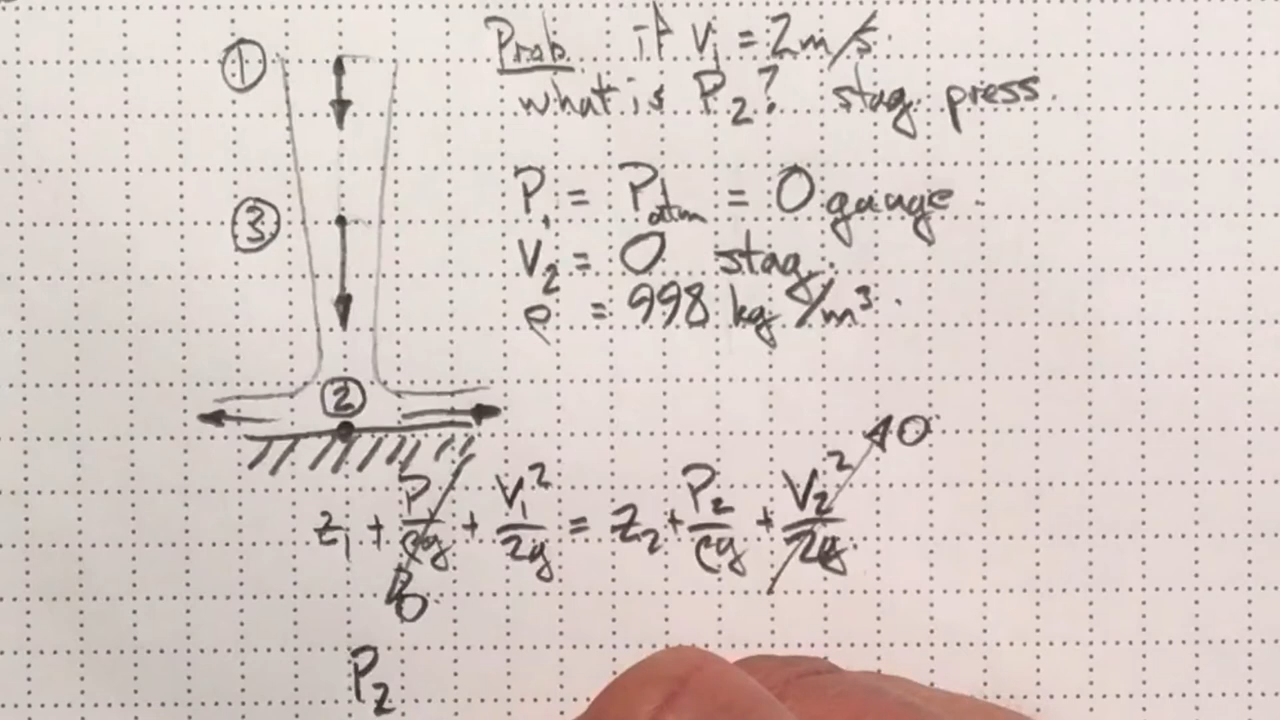 Prob. if V₁ = 2m/s.
what is P₂? stag. press.
①
P₁ = Patm = 0 gauge.
③
V₂ = 0 stag.
ρ = 998 kg/m³.
②
0
z₁ + P₁/ρg + V₁²/2g = z₂ + P₂/ρg + V₂²/2g
0
P₂